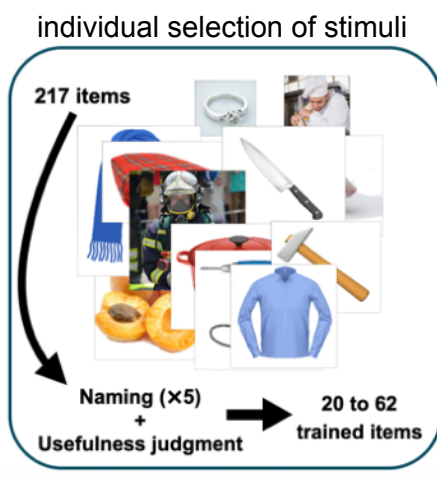 individual selection of stimuli
217 items
Naming (×5)
+
Usefulness judgment
20 to 62
trained items